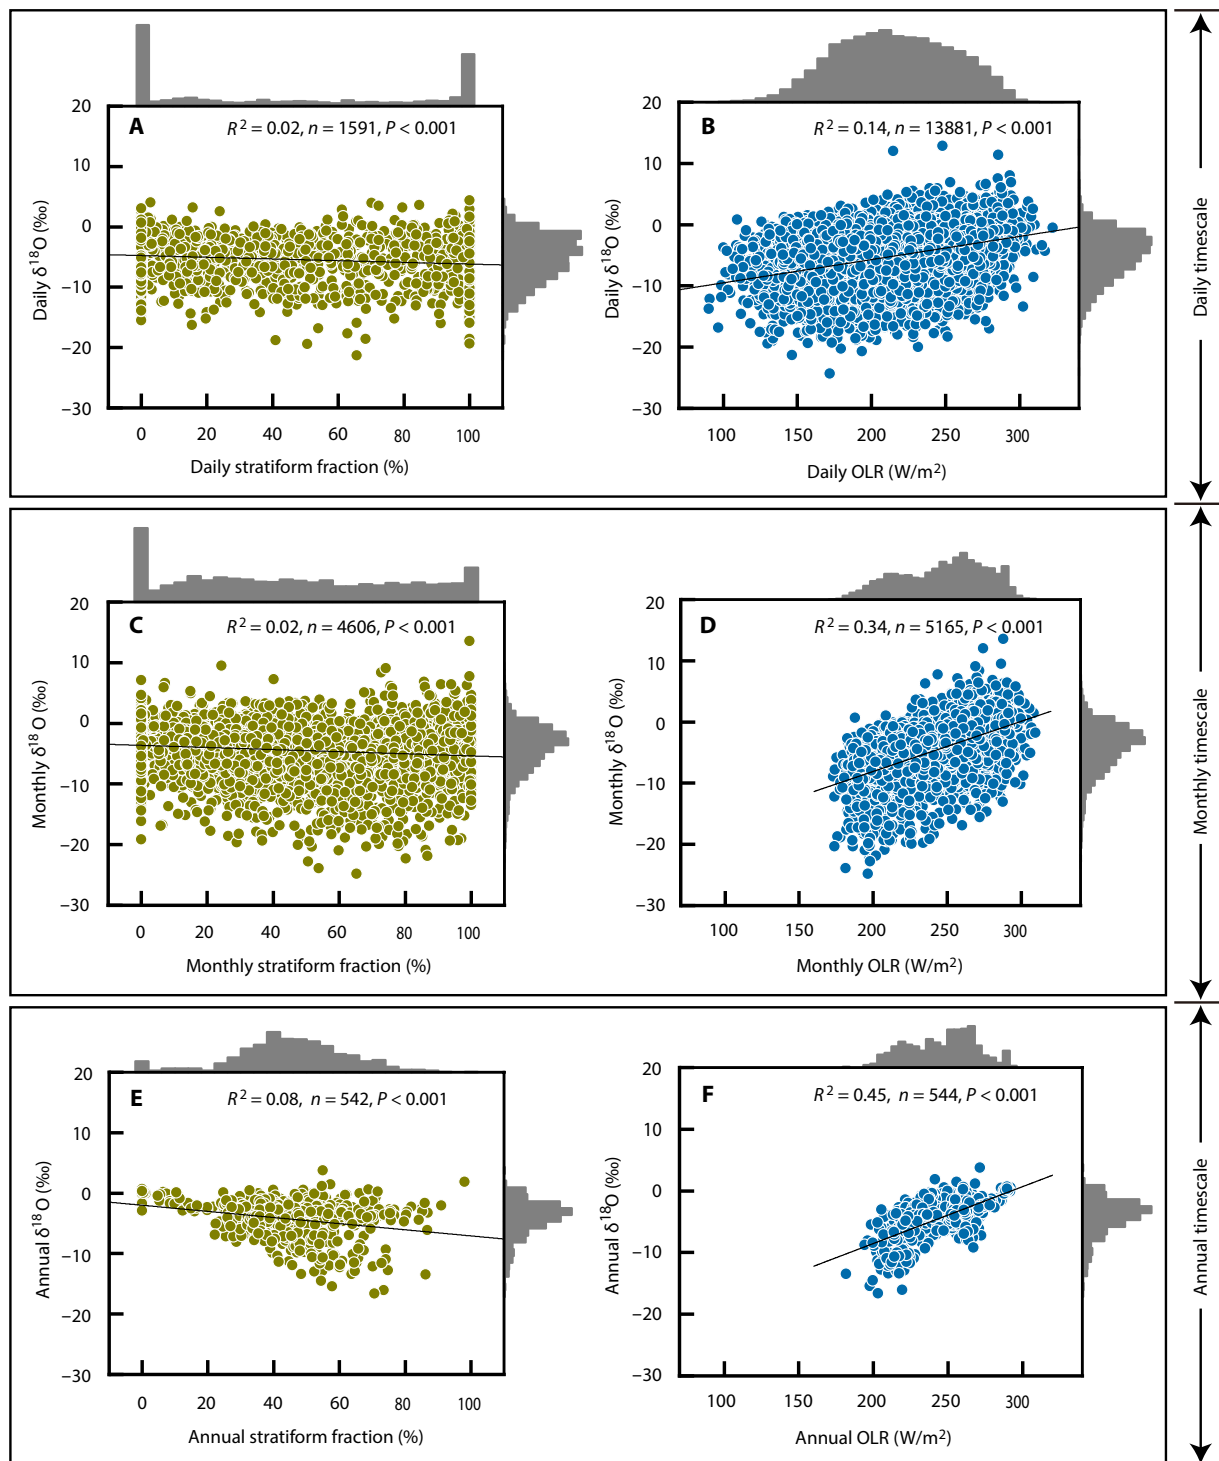 A
R² = 0.02, n = 1591, P < 0.001
20
10
0
−10
−20
−30
Daily δ¹⁸O (‰)
0 20 40 60 80 100
Daily stratiform fraction (%)
B
R² = 0.14, n = 13881, P < 0.001
20
10
0
−10
−20
−30
Daily δ¹⁸O (‰)
100 150 200 250 300
Daily OLR (W/m²)
Daily timescale
C
R² = 0.02, n = 4606, P < 0.001
20
10
0
−10
−20
−30
Monthly δ¹⁸ O (‰)
0 20 40 60 80 100
Monthly stratiform fraction (%)
D
R² = 0.34, n = 5165, P < 0.001
20
10
0
−10
−20
−30
Monthly δ¹⁸O (‰)
100 150 200 250 300
Monthly OLR (W/m²)
Monthly timescale
E
R² = 0.08, n = 542, P < 0.001
20
10
0
−10
−20
−30
Annual δ¹⁸O (‰)
0 20 40 60 80 100
Annual stratiform fraction (%)
F
R² = 0.45, n = 544, P < 0.001
20
10
0
−10
−20
−30
Annual δ¹⁸O (‰)
100 150 200 250 300
Annual OLR (W/m²)
Annual timescale